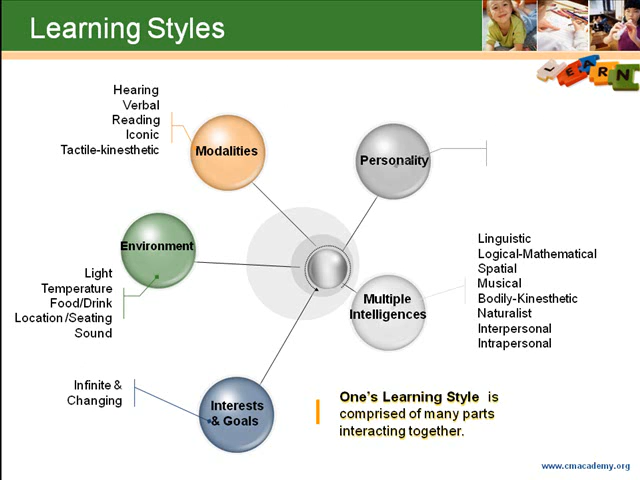 Learning Styles
LEARN
Hearing
Verbal
Reading
Iconic
Tactile-kinesthetic
Modalities
Personality
Environment
Light
Temperature
Food/Drink
Location /Seating
Sound
Multiple
Intelligences
Linguistic
Logical-Mathematical
Spatial
Musical
Bodily-Kinesthetic
Naturalist
Interpersonal
Intrapersonal
Infinite &
Changing
Interests
& Goals
One's Learning Style is
comprised of many parts
interacting together.
www.cmacademy.org